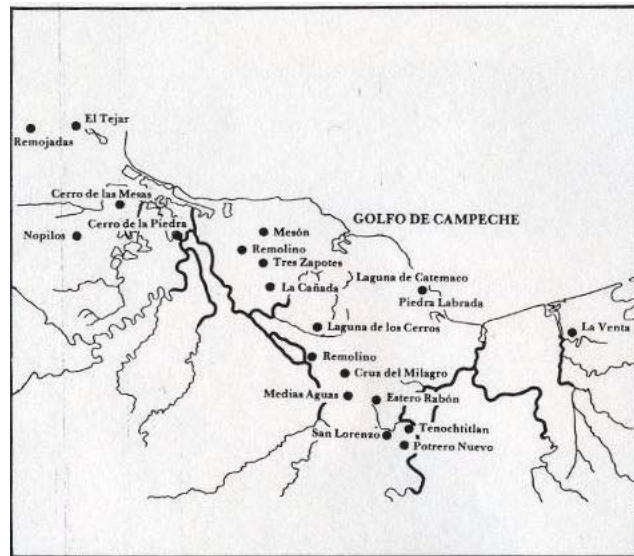 El Tejar
Remojadas
Cerro de las Mesas
GOLFO DE CAMPECHE
Mesón
Cerro de la Piedra
Nopilos
Remolino
Tres Zapotes
Laguna de Catemaco
La Cañada
Piedra Labrada
Laguna de los Cerros
La Venta
Remolino
Cruz del Milagro
Medias Aguas
Estero Rabón
Tenochtitlan
San Lorenzo
Potrero Nuevo